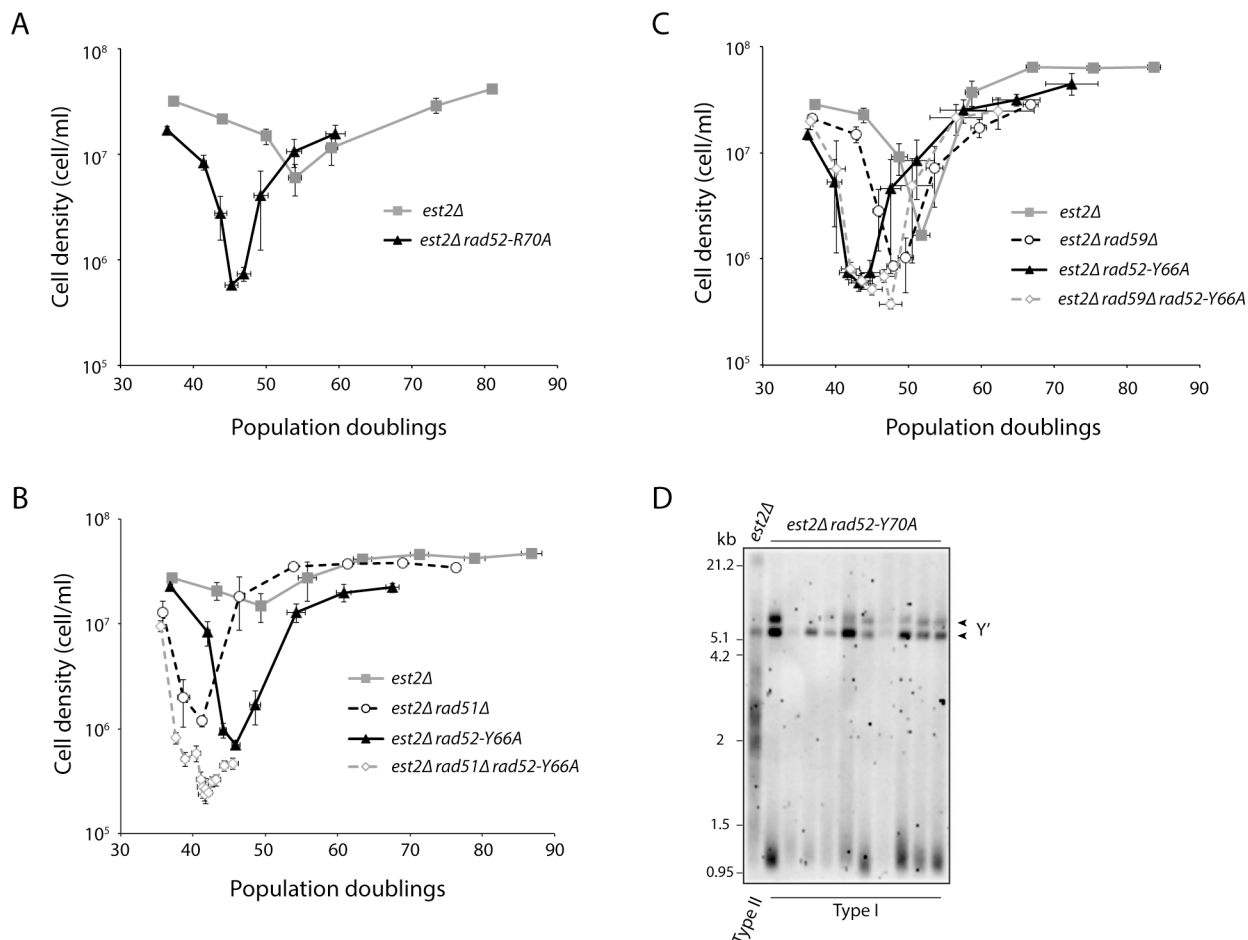 A
Cell density (cell/ml)
10⁸
10⁷
10⁶
10⁵
30 40 50 60 70 80 90
Population doublings
est2Δ
est2Δ rad52-R70A
C
Cell density (cell/ml)
10⁸
10⁷
10⁶
10⁵
30 40 50 60 70 80 90
Population doublings
est2Δ
est2Δ rad59Δ
est2Δ rad52-Y66A
est2Δ rad59Δ rad52-Y66A
B
Cell density (cell/ml)
10⁸
10⁷
10⁶
10⁵
30 40 50 60 70 80 90
Population doublings
est2Δ
est2Δ rad51Δ
est2Δ rad52-Y66A
est2Δ rad51Δ rad52-Y66A
D
est2Δ
est2Δ rad52-Y70A
kb
21.2
5.1
4.2
2
1.5
0.95
Y'
Type II
Type I